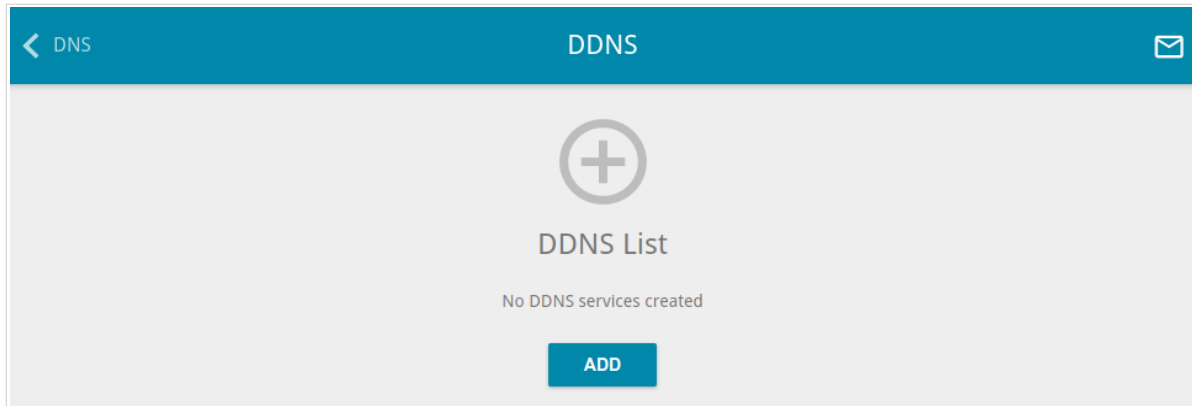 DNS
DDNS
DDNS List
No DDNS services created
ADD